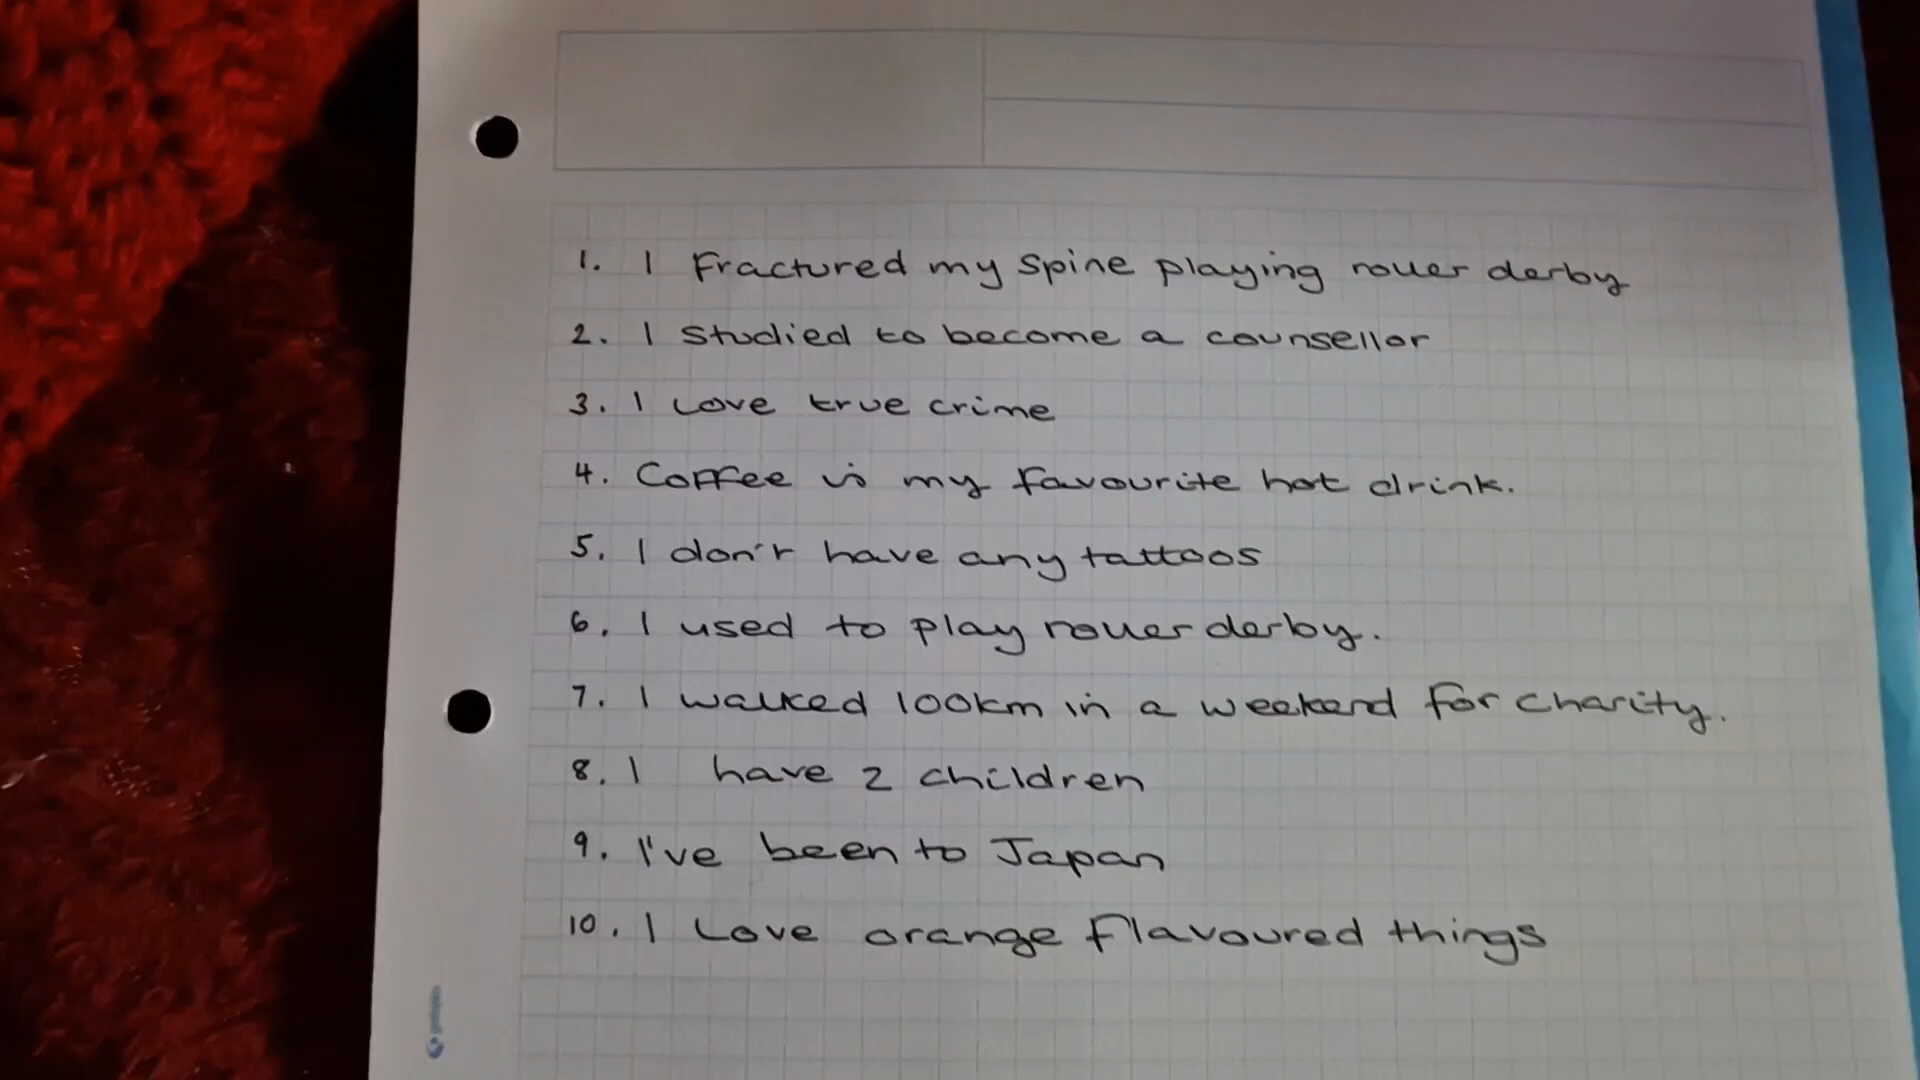 1. I Fractured my spine playing roller derby
2. I studied to become a counsellor
3. I love true crime
4. Coffee is my favourite hot drink.
5. I don't have any tattoos
6. I used to play roller derby.
7. I walked 100km in a weekend for charity.
8. I have 2 children
9. I've been to Japan
10. I love orange flavoured things